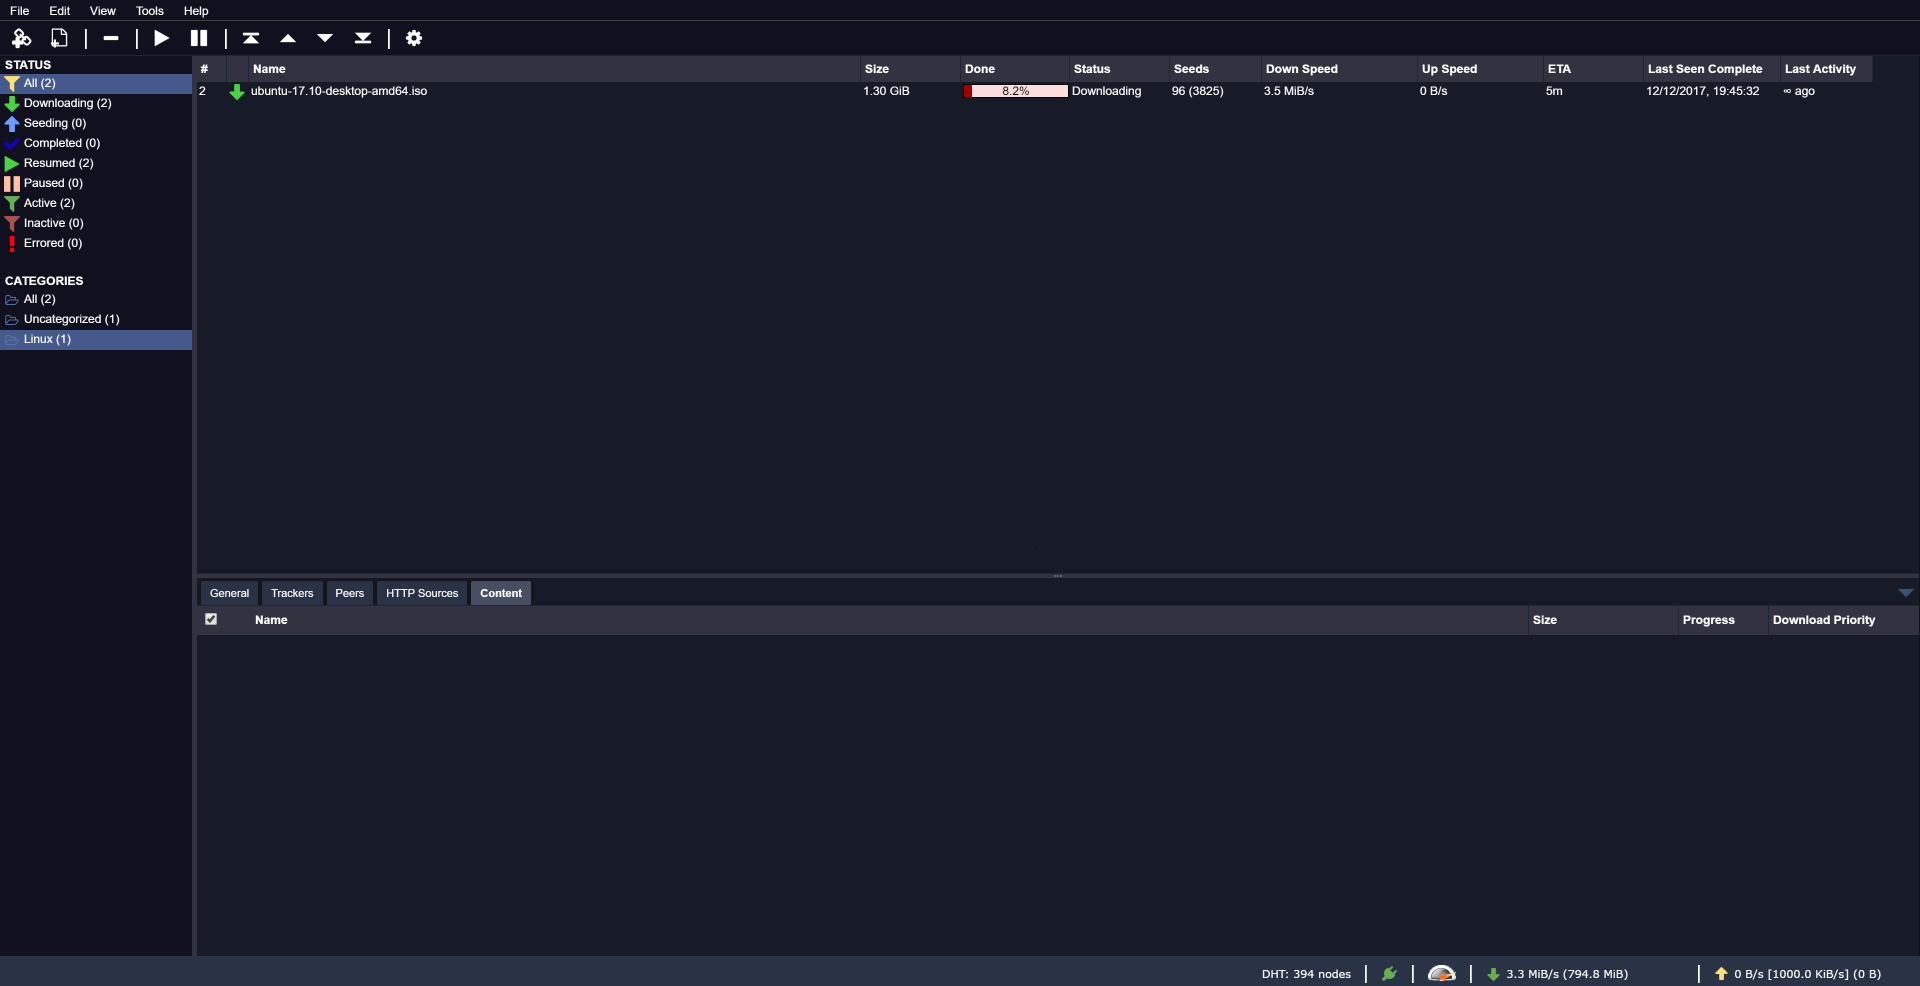 File Edit View Tools Help
STATUS
All (2)
Downloading (2)
Seeding (0)
Completed (0)
Resumed (2)
Paused (0)
Active (2)
Inactive (0)
Errored (0)
CATEGORIES
All (2)
Uncategorized (1)
Linux (1)
# Name Size Done Status Seeds Down Speed Up Speed ETA Last Seen Complete Last Activity
2 ubuntu-17.10-desktop-amd64.iso 1.30 GiB 8.2% Downloading 96 (3825) 3.5 MiB/s 0 B/s 5m 12/12/2017, 19:45:32 ∞ ago
General Trackers Peers HTTP Sources Content
Name Size Progress Download Priority
DHT: 394 nodes 3.3 MiB/s (794.8 MiB) 0 B/s [1000.0 KiB/s] (0 B)